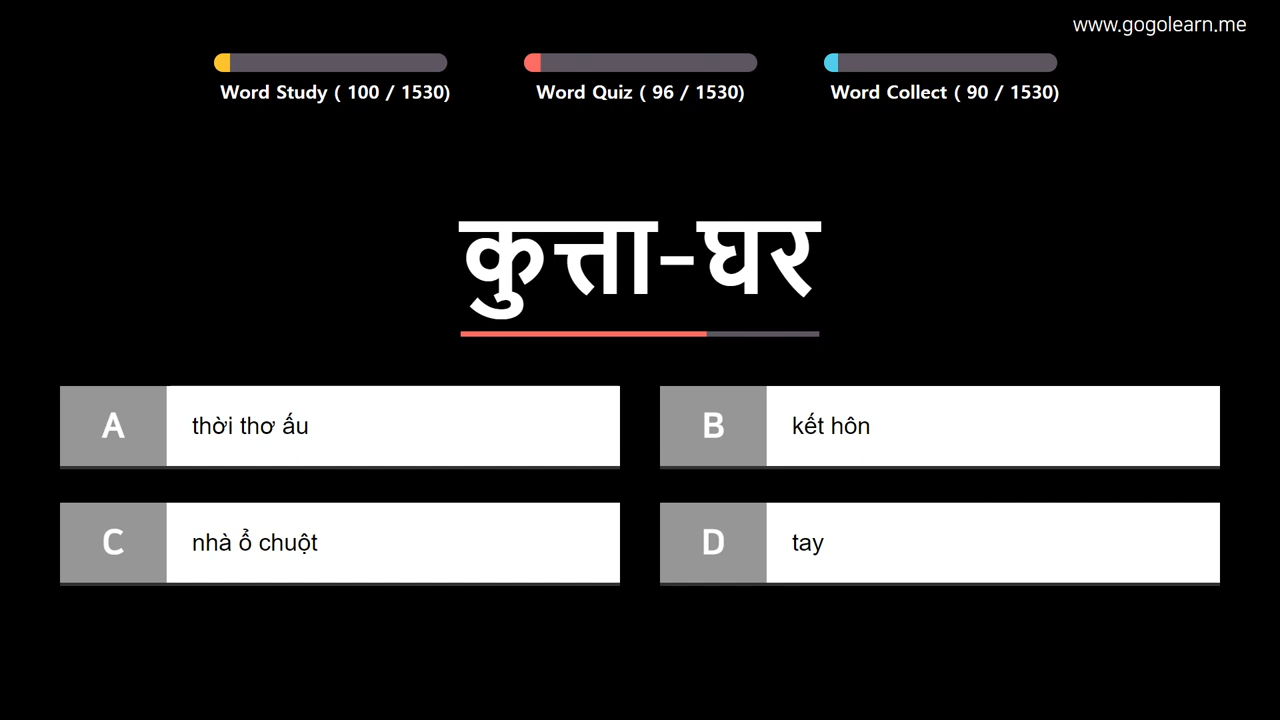 www.gogolearn.me
Word Study ( 100 / 1530)
Word Quiz ( 96 / 1530)
Word Collect ( 90 / 1530)
कुत्ता-घर
A thời thơ ấu
B kết hôn
C nhà ổ chuột
D tay